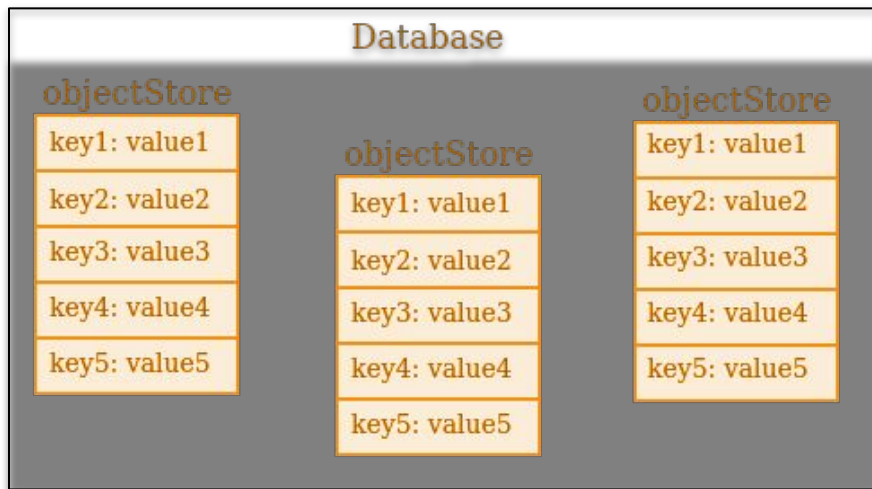 Database
objectStore
key1: value1
key2: value2
key3: value3
key4: value4
key5: value5
objectStore
key1: value1
key2: value2
key3: value3
key4: value4
key5: value5
objectStore
key1: value1
key2: value2
key3: value3
key4: value4
key5: value5